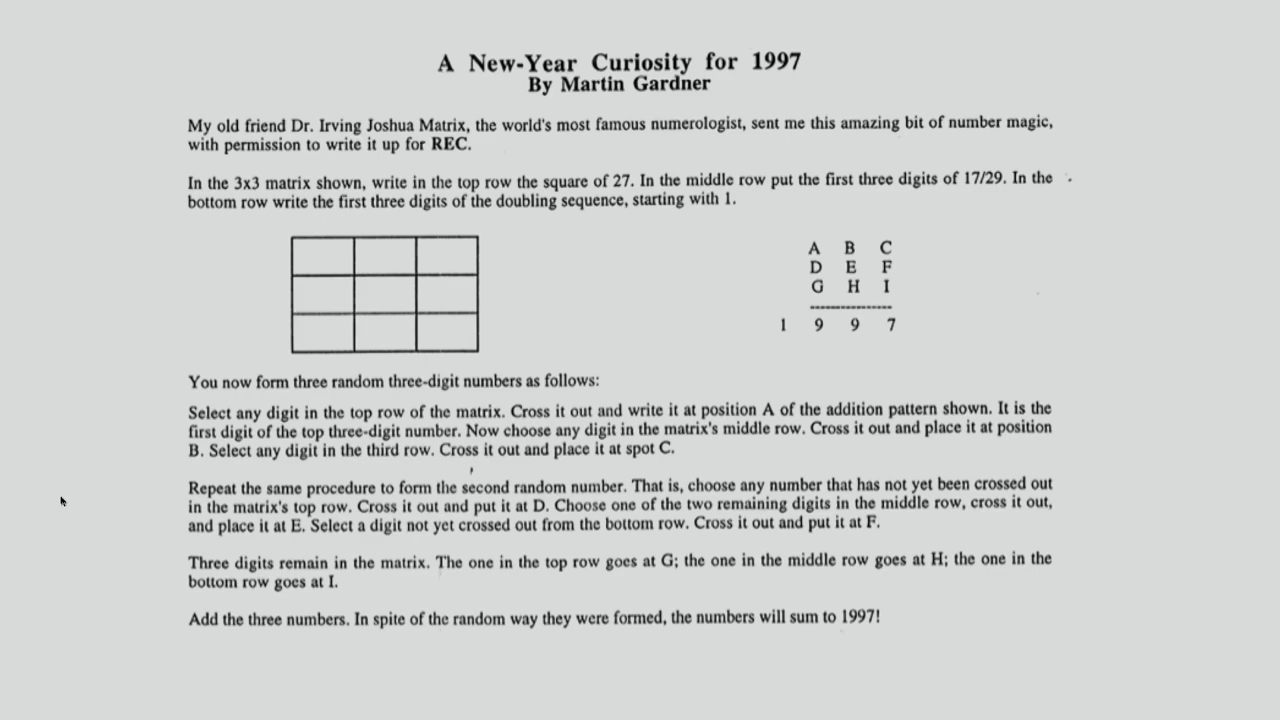 A New-Year Curiosity for 1997
By Martin Gardner
My old friend Dr. Irving Joshua Matrix, the world's most famous numerologist, sent me this amazing bit of number magic,
with permission to write it up for REC.
In the 3x3 matrix shown, write in the top row the square of 27. In the middle row put the first three digits of 17/29. In the
bottom row write the first three digits of the doubling sequence, starting with 1.
A B C
D E F
G H I
1 9 9 7
You now form three random three-digit numbers as follows:
Select any digit in the top row of the matrix. Cross it out and write it at position A of the addition pattern shown. It is the
first digit of the top three-digit number. Now choose any digit in the matrix's middle row. Cross it out and place it at position
B. Select any digit in the third row. Cross it out and place it at spot C.
Repeat the same procedure to form the second random number. That is, choose any number that has not yet been crossed out
in the matrix's top row. Cross it out and put it at D. Choose one of the two remaining digits in the middle row, cross it out,
and place it at E. Select a digit not yet crossed out from the bottom row. Cross it out and put it at F.
Three digits remain in the matrix. The one in the top row goes at G; the one in the middle row goes at H; the one in the
bottom row goes at I.
Add the three numbers. In spite of the random way they were formed, the numbers will sum to 1997!